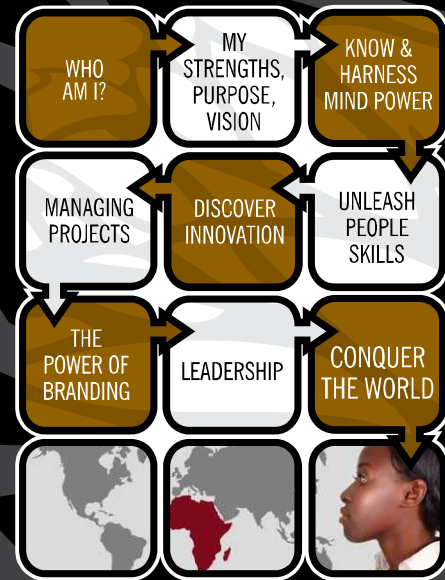 WHO
AM I?
MY
STRENGTHS,
PURPOSE,
VISION
KNOW &
HARNESS
MIND POWER
UNLEASH
PEOPLE
SKILLS
DISCOVER
INNOVATION
MANAGING
PROJECTS
THE
POWER OF
BRANDING
LEADERSHIP
CONQUER
THE WORLD